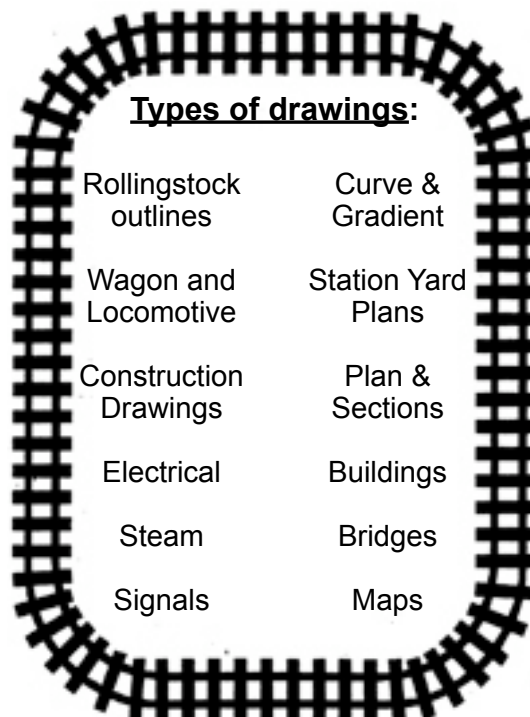 Types of drawings:
Rollingstock
outlines
Wagon and
Locomotive
Construction
Drawings
Electrical
Steam
Signals
Curve &
Gradient
Station Yard
Plans
Plan &
Sections
Buildings
Bridges
Maps